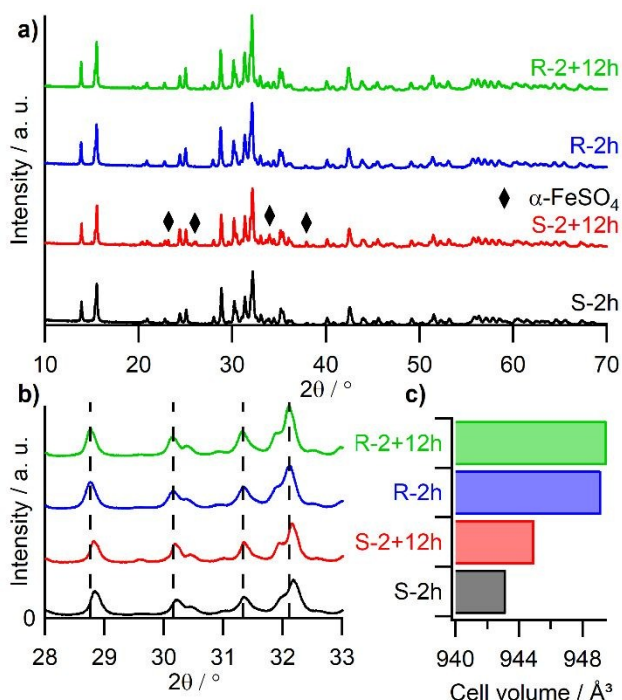 a)
Intensity / a. u.
R-2+12h
R-2h
α-FeSO4
S-2+12h
S-2h
10 20 30 40 50 60 70
2θ / °
b)
Intensity / a. u.
0
28 29 30 31 32 33
2θ / °
c)
R-2+12h
R-2h
S-2+12h
S-2h
940 944 948
Cell volume / Å³